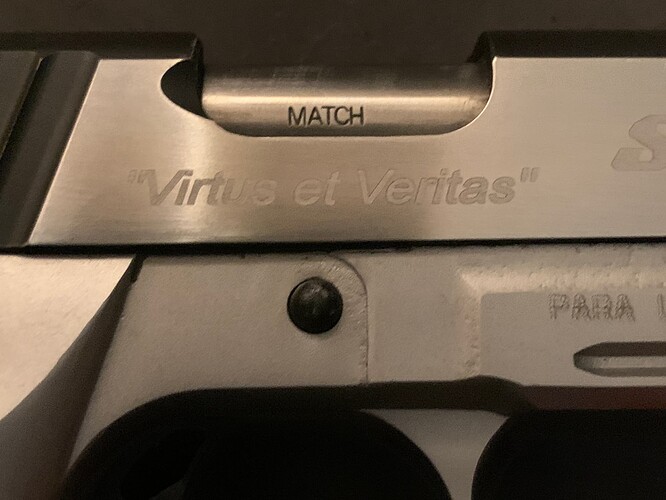 MATCH
"Virtus et Veritas"
S
PARA